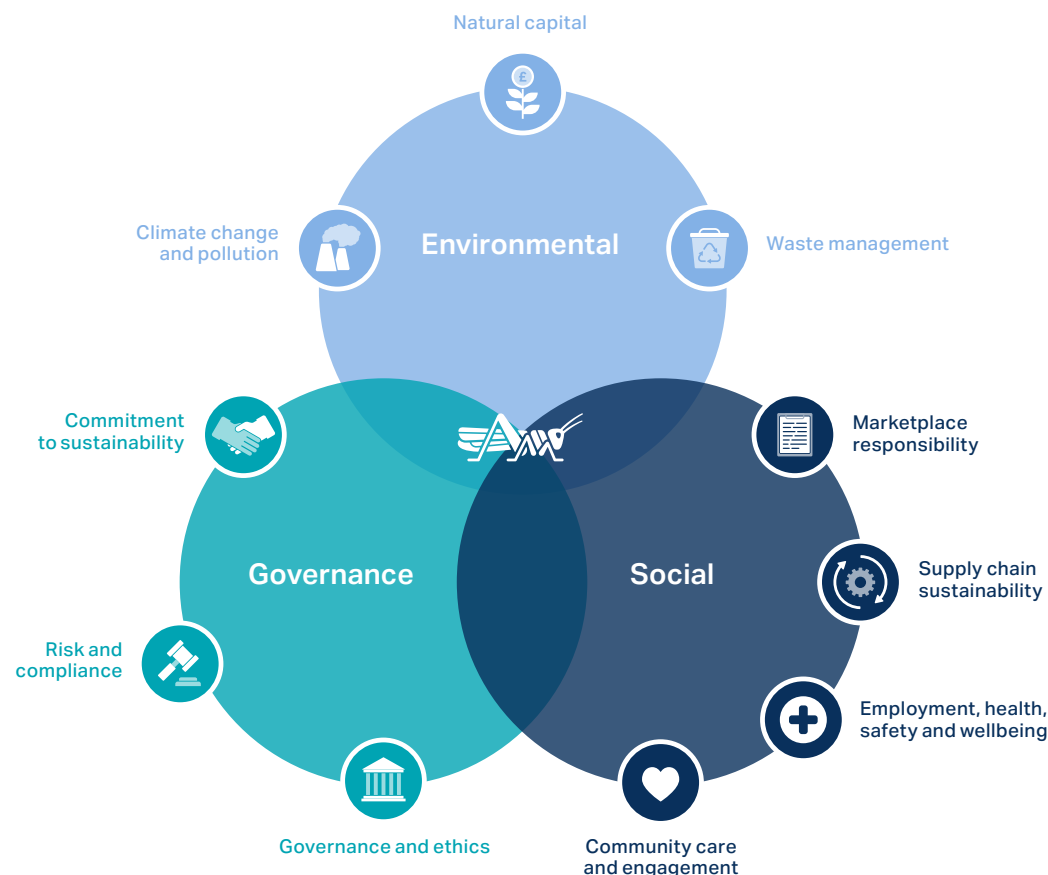 Natural capital
£
Climate change
and pollution
Environmental
Waste management
Commitment
to sustainability
Marketplace
responsibility
Governance
Social
Supply chain
sustainability
Risk and
compliance
Employment, health,
safety and wellbeing
Governance and ethics
Community care
and engagement